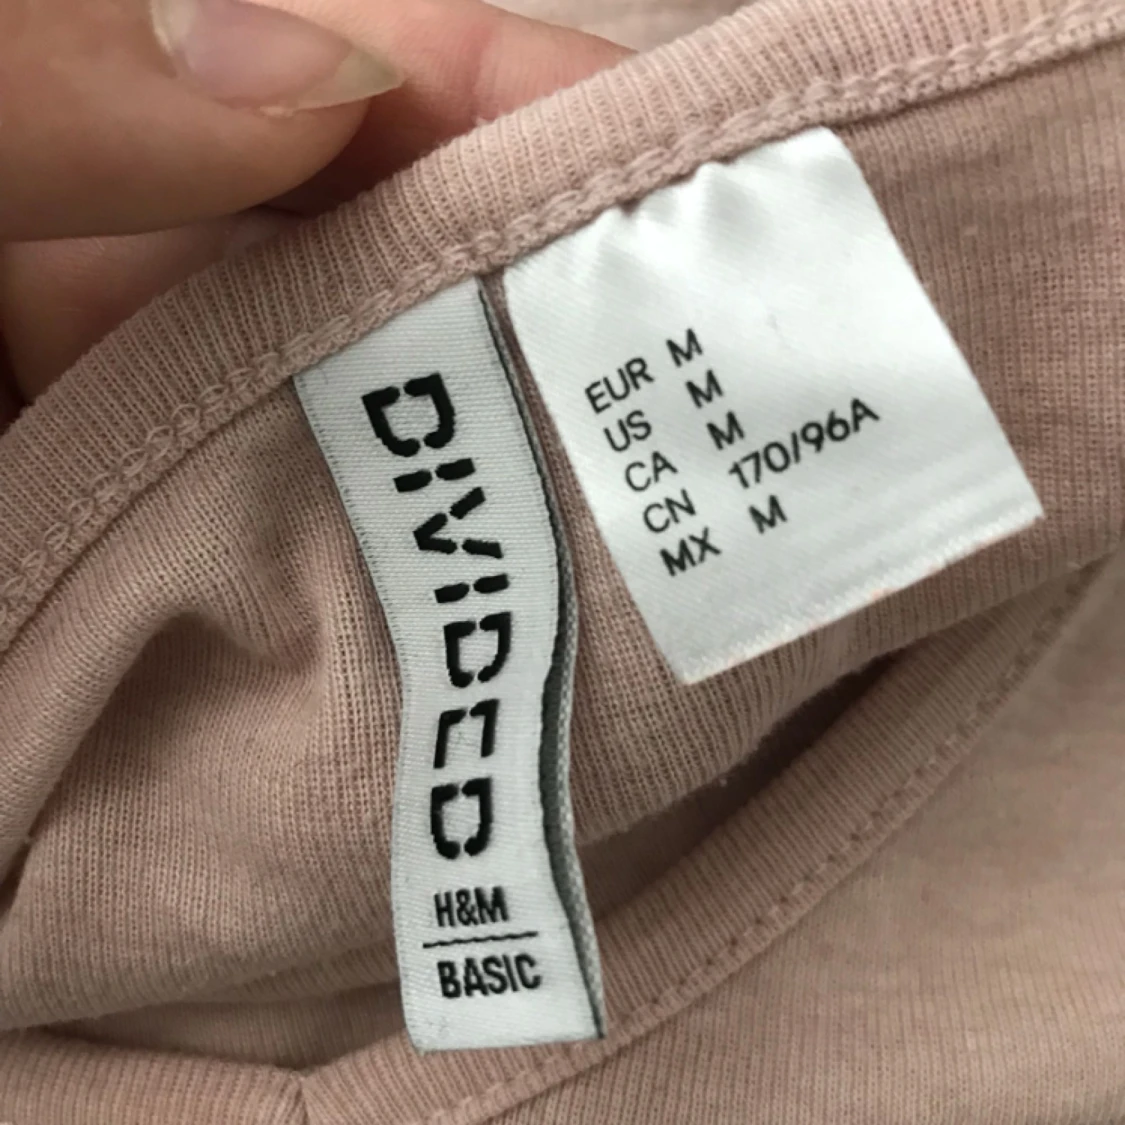 DIVIDED
H&M
BASIC
EUR M
US M
CA M
CN 170/96A
MX M